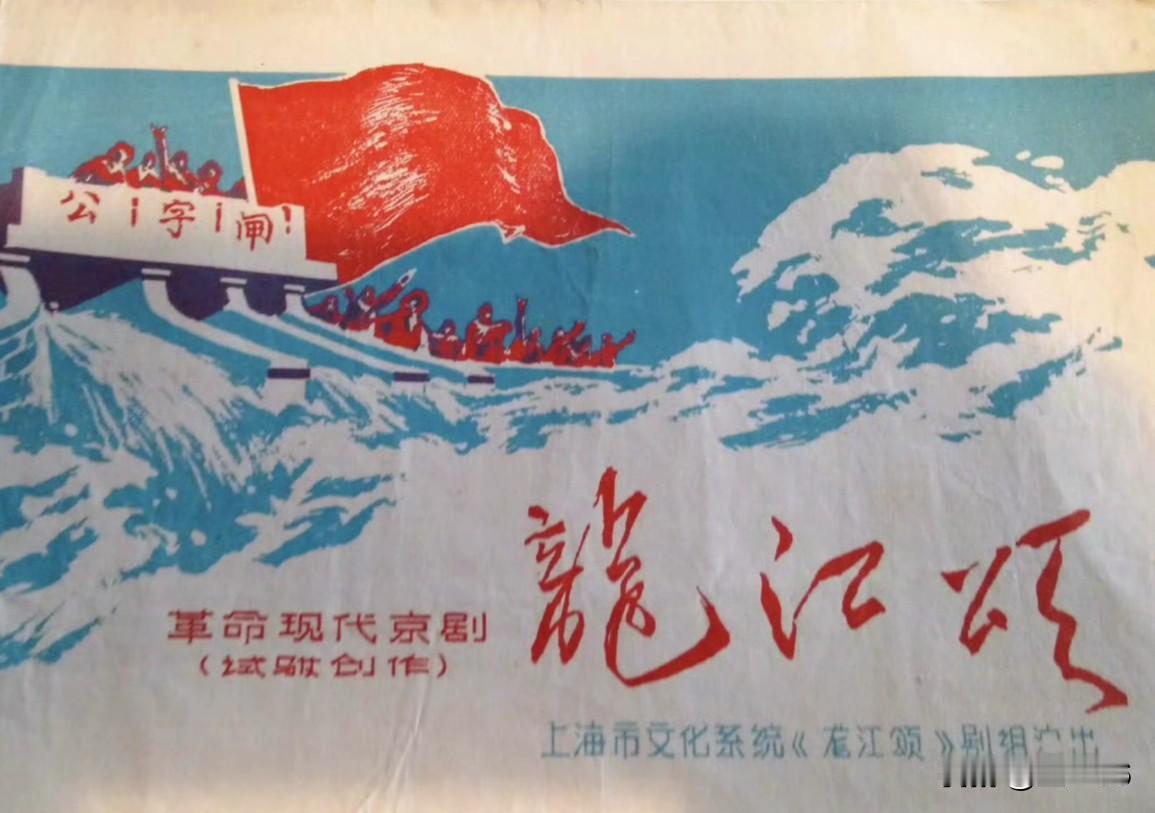 公字闸!
龍江颂
革命现代京剧
(试验创作)
上海市文化系统《龙江颂》剧组演出